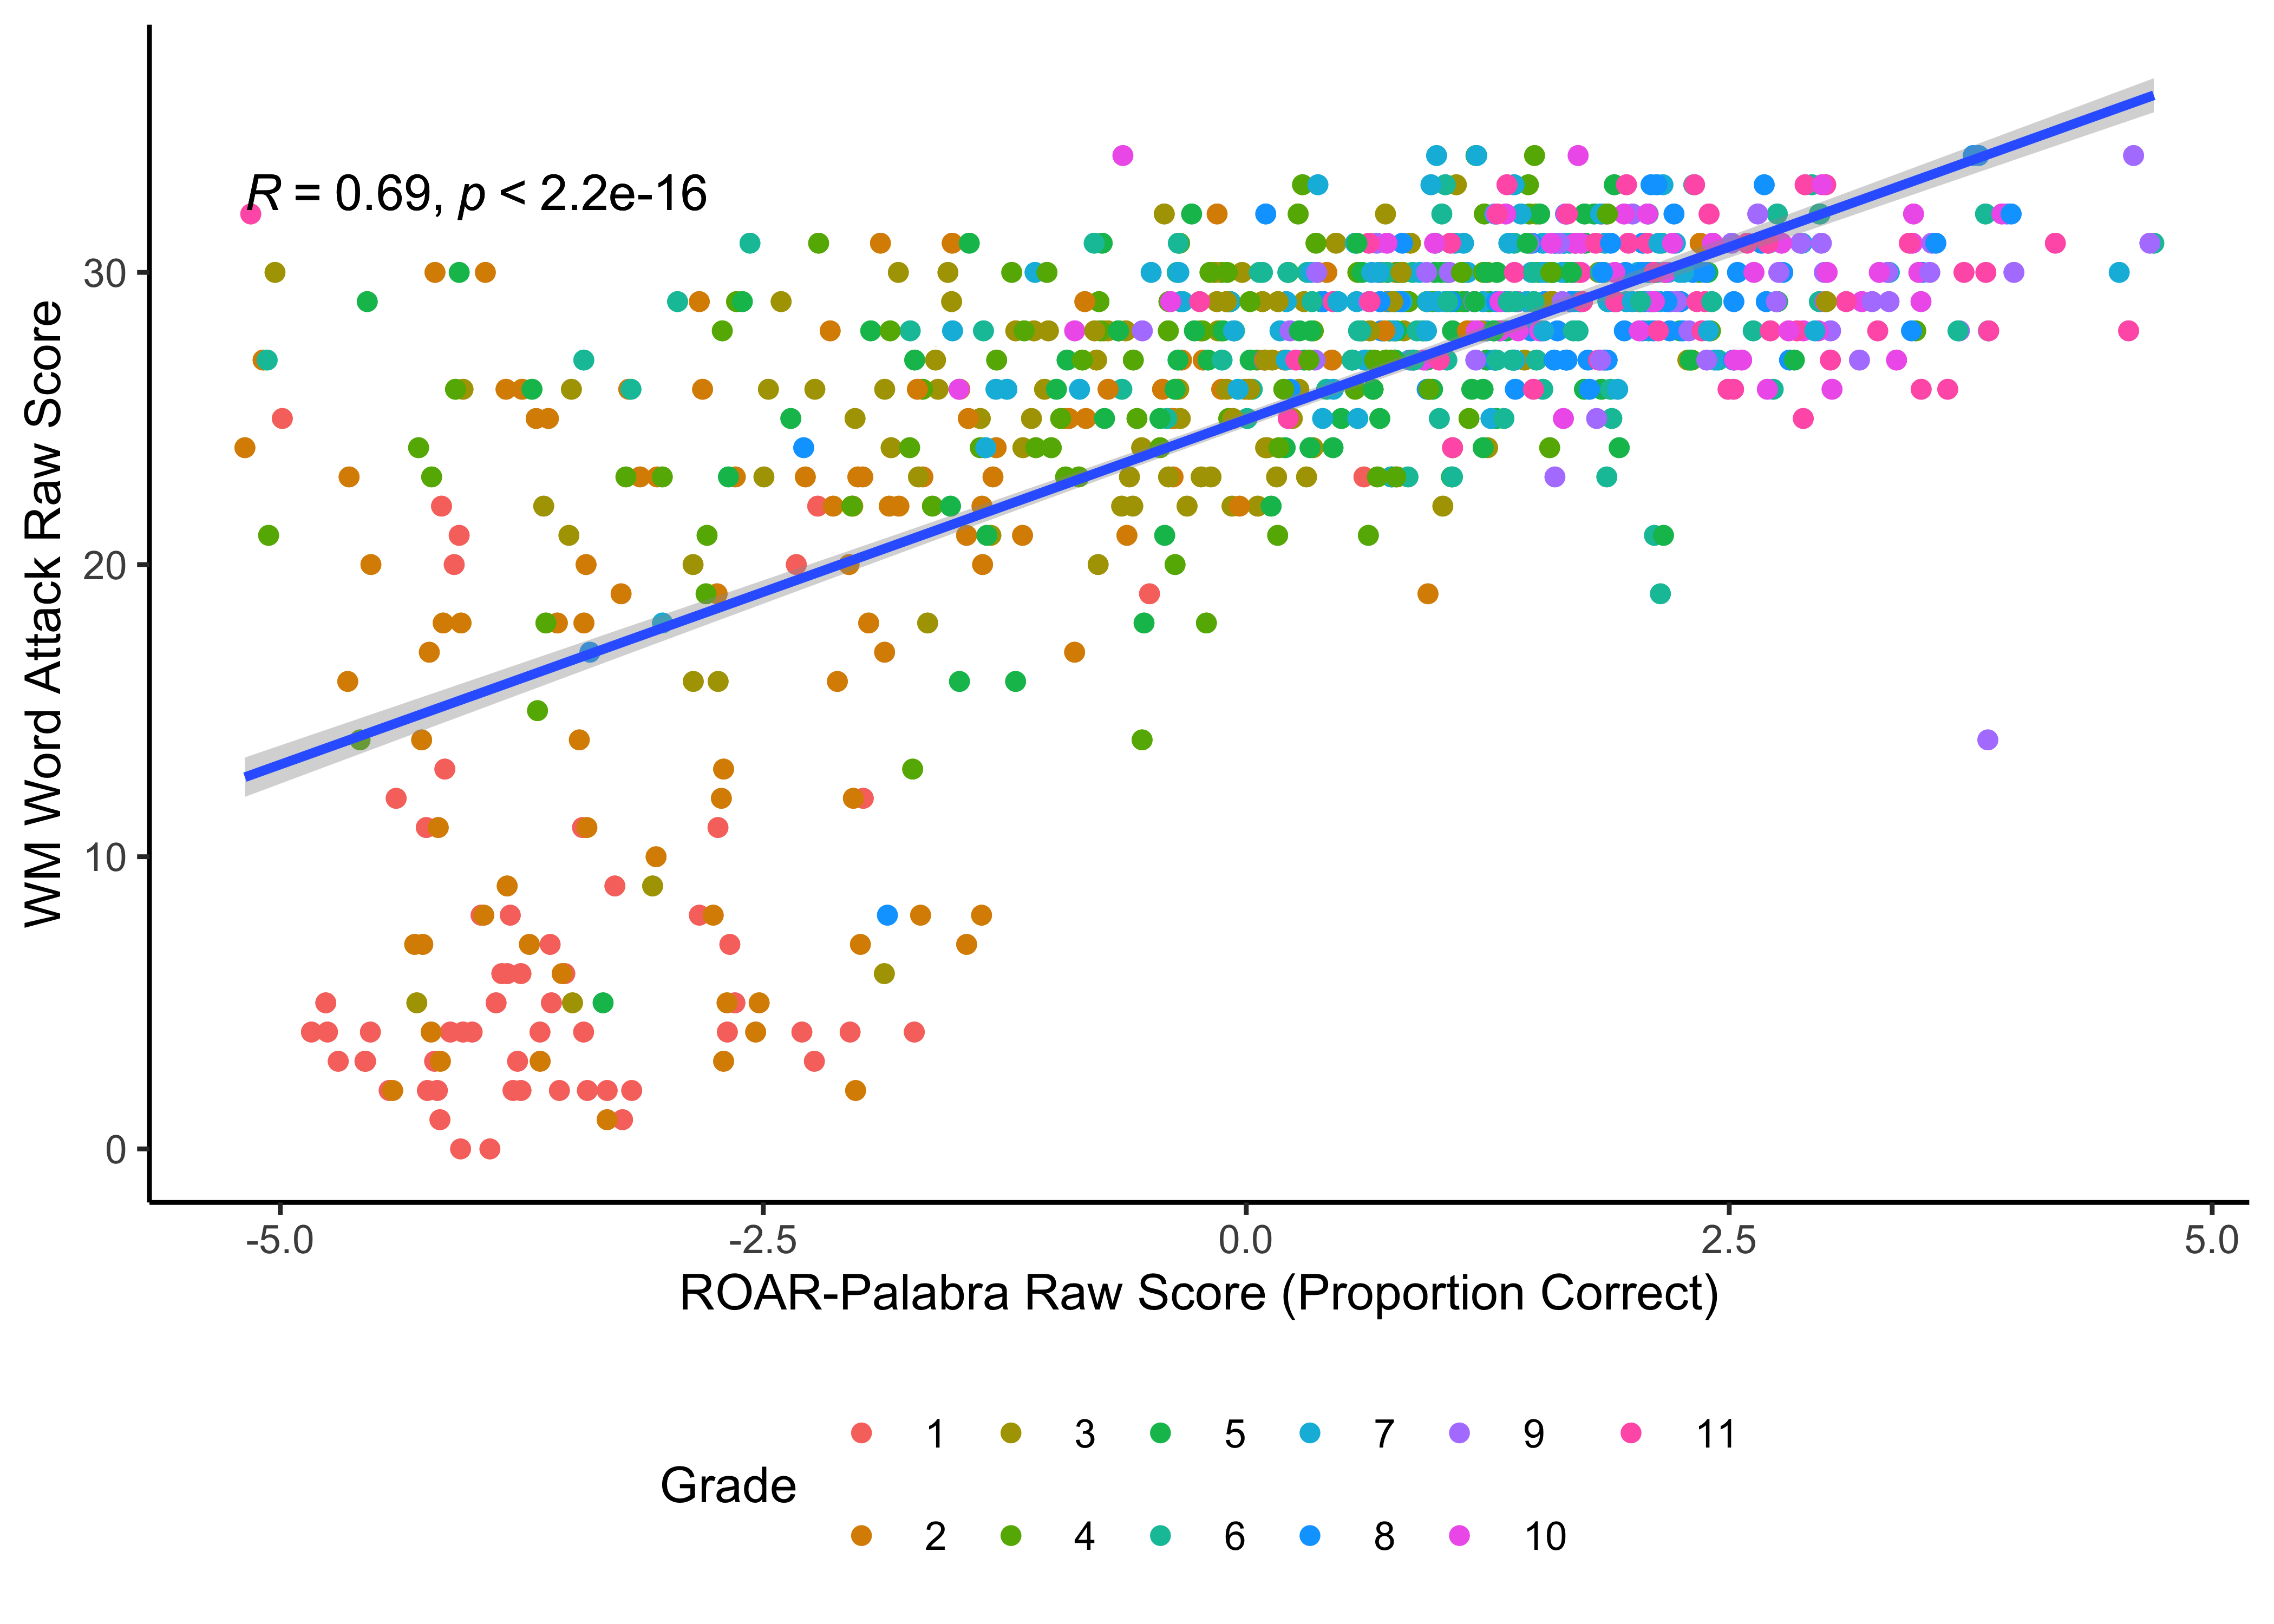 R = 0.69, p < 2.2e-16
WM Word Attack Raw Score
30
20
10
0
-5.0 -2.5 0.0 2.5 5.0
ROAR-Palabra Raw Score (Proportion Correct)
Grade
1 3 5 7 9 11
2 4 6 8 10